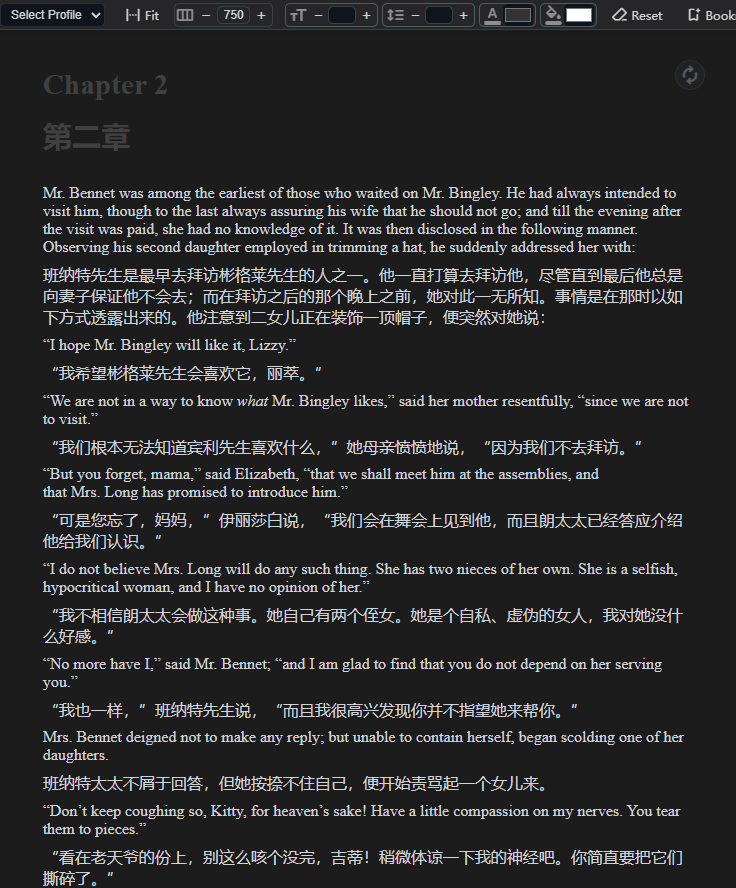 Select Profile
Fit
750
A
Reset
Book
Chapter 2
第二章
Mr. Bennet was among the earliest of those who waited on Mr. Bingley. He had always intended to
visit him, though to the last always assuring his wife that he should not go; and till the evening after
the visit was paid, she had no knowledge of it. It was then disclosed in the following manner.
Observing his second daughter employed in trimming a hat, he suddenly addressed her with:
班纳特先生是最早去拜访彬格莱先生的人之一。他一直打算去拜访他，尽管直到最后他总是
向妻子保证他不会去；而在拜访之后的那个晚上之前，她对此一无所知。事情是在那时以如
下方式透露出来的。他注意到二女儿正在装饰一顶帽子，便突然对她说：
“I hope Mr. Bingley will like it, Lizzy.”
“我希望彬格莱先生会喜欢它，丽萃。“
“We are not in a way to know what Mr. Bingley likes,” said her mother resentfully, “since we are not
to visit.”
“我们根本无法知道宾利先生喜欢什么，”她母亲愤愤地说，“因为我们不去拜访。“
“But you forget, mama,” said Elizabeth, “that we shall meet him at the assemblies, and
that Mrs. Long has promised to introduce him.”
“可是您忘了，妈妈，”伊丽莎白说，“我们会在舞会上见到他，而且朗太太已经答应介绍
他给我们认识。“
“I do not believe Mrs. Long will do any such thing. She has two nieces of her own. She is a selfish,
hypocritical woman, and I have no opinion of her.”
“我不相信朗太太会做这种事。她自己有两个侄女。她是个自私、虚伪的女人，我对她没什
么好感。“
“No more have I,” said Mr. Bennet; “and I am glad to find that you do not depend on her serving
you.”
“我也一样，”班纳特先生说，“而且我很高兴发现你并不指望她来帮你。“
Mrs. Bennet deigned not to make any reply; but unable to contain herself, began scolding one of her
daughters.
班纳特太太不屑于回答，但她按捺不住自己，便开始责骂起一个女儿来。
“Don’t keep coughing so, Kitty, for heaven’s sake! Have a little compassion on my nerves. You tear
them to pieces.”
“看在老天爷的份上，别这么咳个没完，吉蒂！稍微体谅一下我的神经吧。你简直要把它们
撕碎了。“